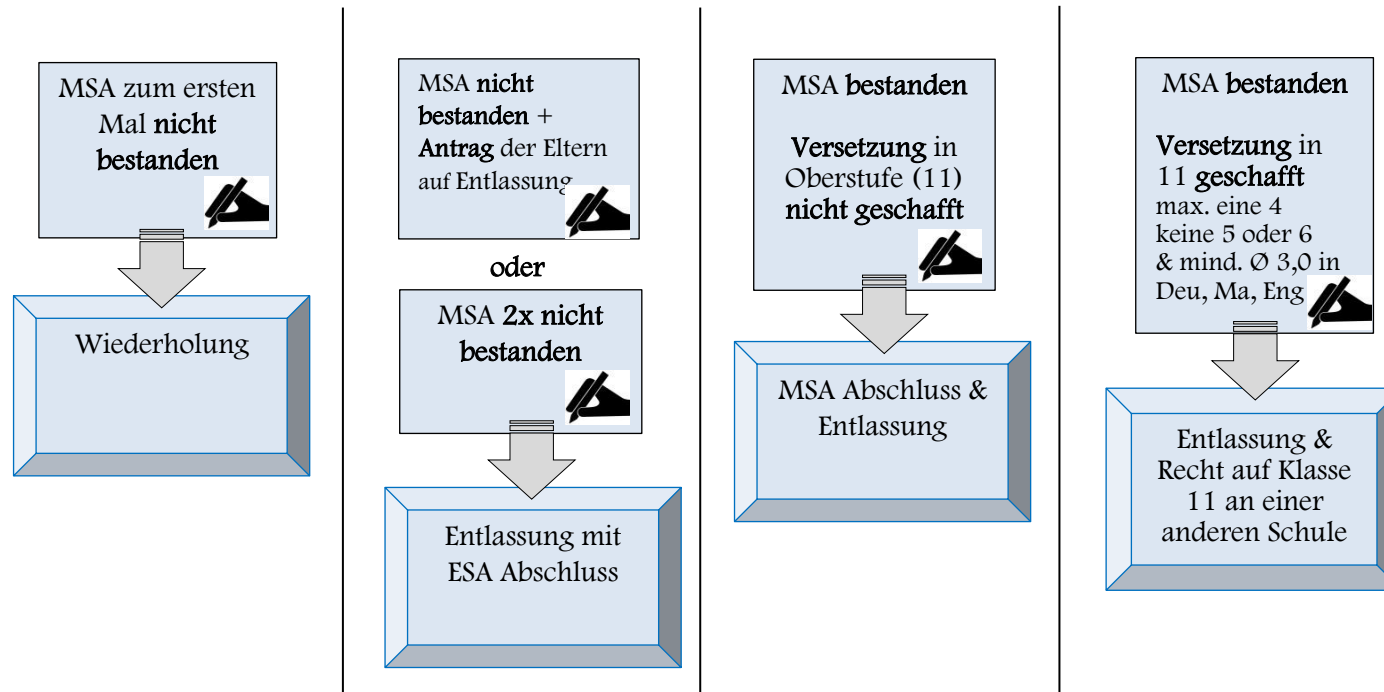 MSA zum ersten
Mal nicht
bestanden
Wiederholung
MSA nicht
bestanden +
Antrag der Eltern
auf Entlassung
oder
MSA 2x nicht
bestanden
Entlassung mit
ESA Abschluss
MSA bestanden
Versetzung in
Oberstufe (11)
nicht geschafft
MSA Abschluss &
Entlassung
MSA bestanden
Versetzung in
11 geschafft
max. eine 4
keine 5 oder 6
& mind. Ø 3,0 in
Deu, Ma, Eng
Entlassung &
Recht auf Klasse
11 an einer
anderen Schule